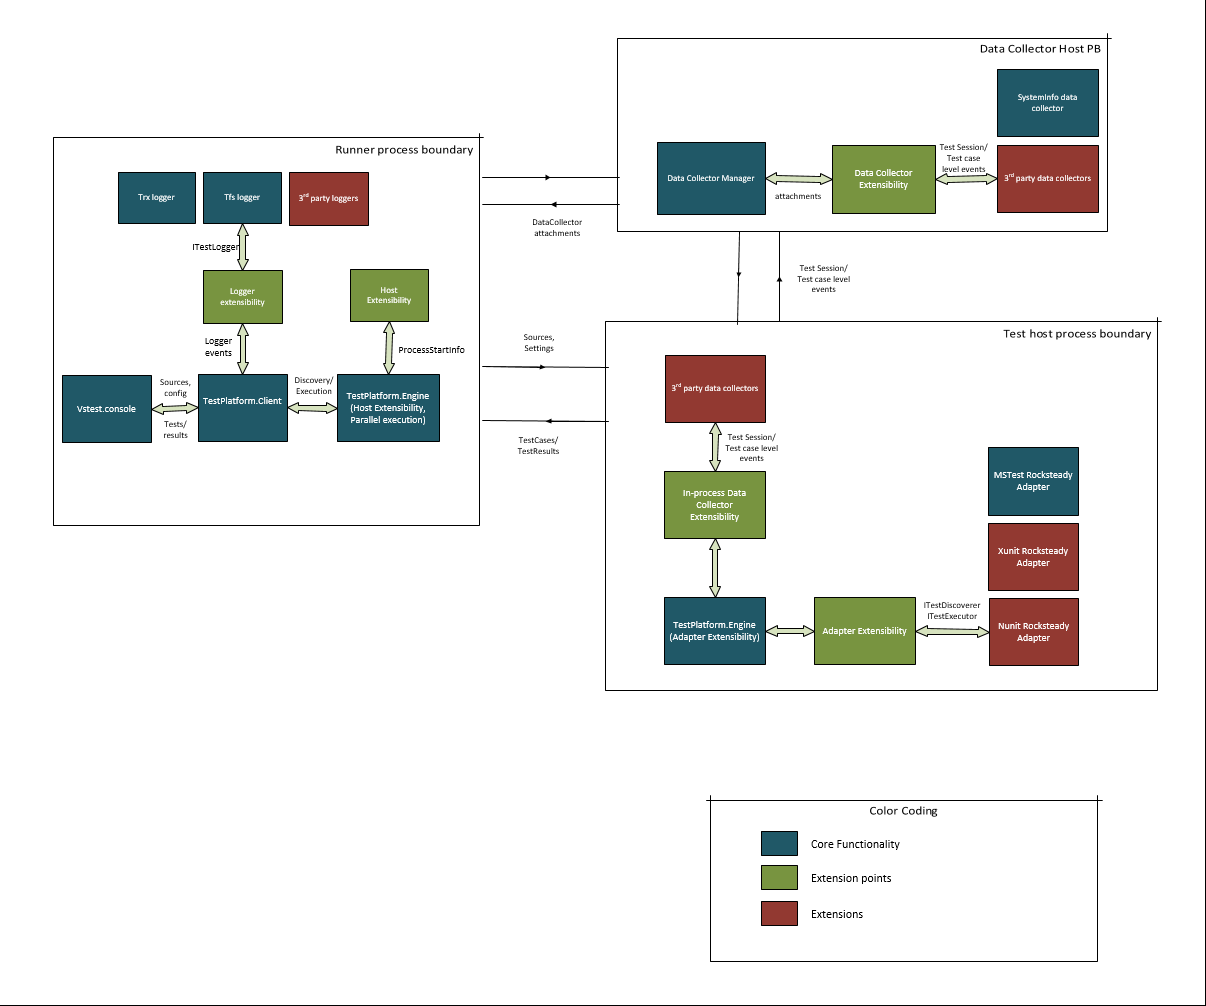 Data Collector Host PB
SystemInfo data
collector
Data Collector Manager
attachments
Data Collector
Extensibility
Test Session/
Test case
level events
3rd party data collectors
Runner process boundary
Trx logger
Tfs logger
3rd party loggers
ITestLogger
Logger
extensibility
Host
Extensibility
Logger
events
ProcessStartInfo
Vstest.console
Sources,
config
Tests/
results
TestPlatform.Client
Discovery/
Execution
TestPlatform.Engine
(Host Extensibility,
Parallel execution)
DataCollector
attachments
Test Session/
Test case level
events
Sources,
Settings
TestCases/
TestResults
Test host process boundary
3rd party data collectors
Test Session/
Test case level
events
In-process Data
Collector
Extensibility
TestPlatform.Engine
(Adapter Extensibility)
Adapter Extensibility
ITestDiscoverer
ITestExecutor
MSTest Rocksteady
Adapter
Xunit Rocksteady
Adapter
Nunit Rocksteady
Adapter
Color Coding
Core Functionality
Extension points
Extensions